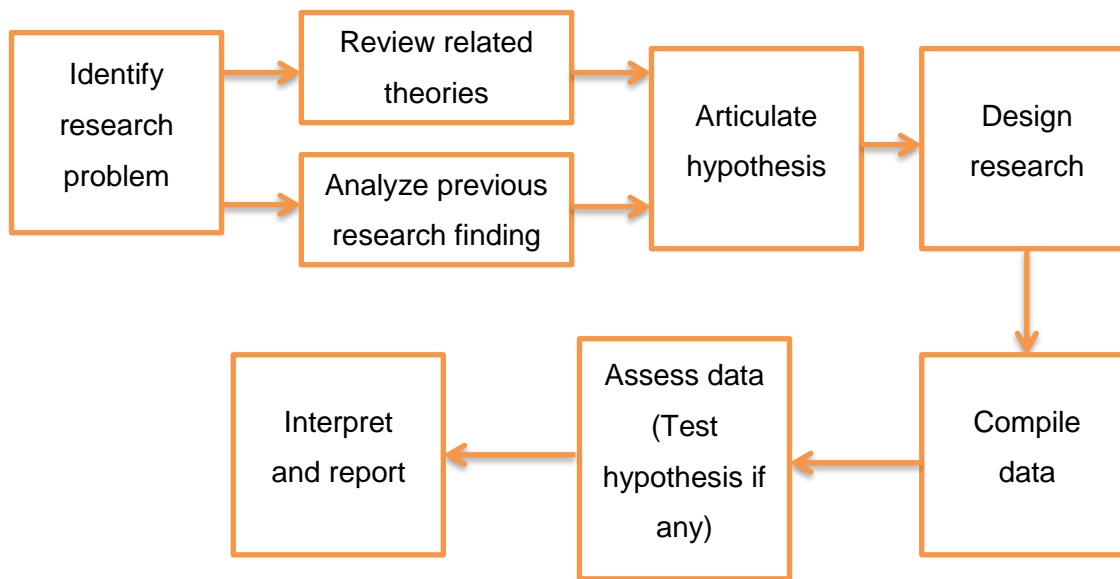 Identify
research
problem
Review related
theories
Analyze previous
research finding
Articulate
hypothesis
Design
research
Compile
data
Assess data
(Test
hypothesis if
any)
Interpret
and report